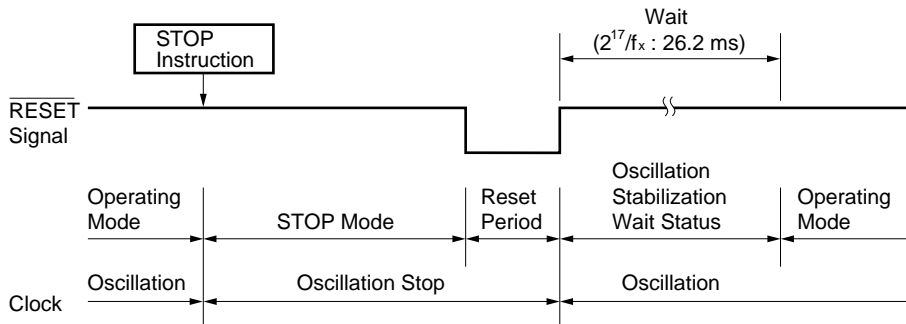 Wait
(2^17/fx : 26.2 ms)
STOP
Instruction
RESET
Signal
Operating
Mode
STOP Mode
Reset
Period
Oscillation
Stabilization
Wait Status
Operating
Mode
Clock
Oscillation
Oscillation Stop
Oscillation